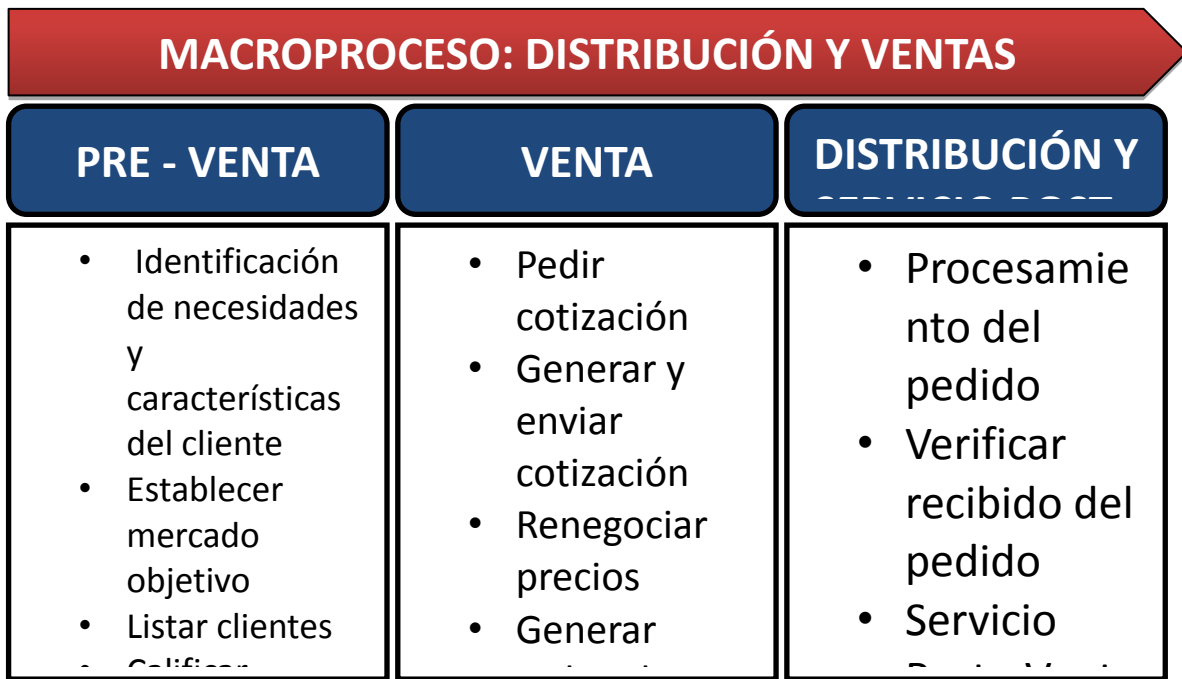 MACROPROCESO: DISTRIBUCIÓN Y VENTAS
PRE - VENTA
VENTA
DISTRIBUCIÓN Y
• Identificación
de necesidades
y
características
del cliente
• Establecer
mercado
objetivo
• Listar clientes
• Pedir
cotización
• Generar y
enviar
cotización
• Renegociar
precios
• Generar
• Procesamie
nto del
pedido
• Verificar
recibido del
pedido
• Servicio